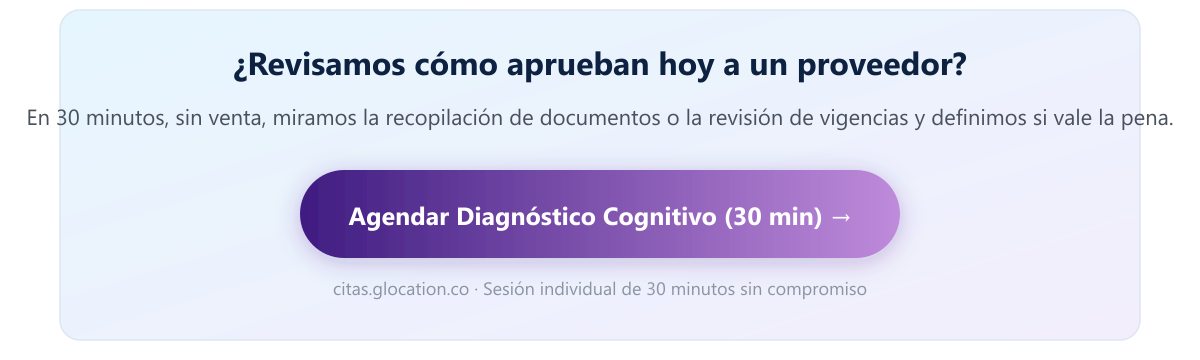 ¿Revisamos cómo aprueban hoy a un proveedor?
En 30 minutos, sin venta, miramos la recopilación de documentos o la revisión de vigencias y definimos si vale la pena.
Agendar Diagnóstico Cognitivo (30 min) →
citas.glocation.co · Sesión individual de 30 minutos sin compromiso